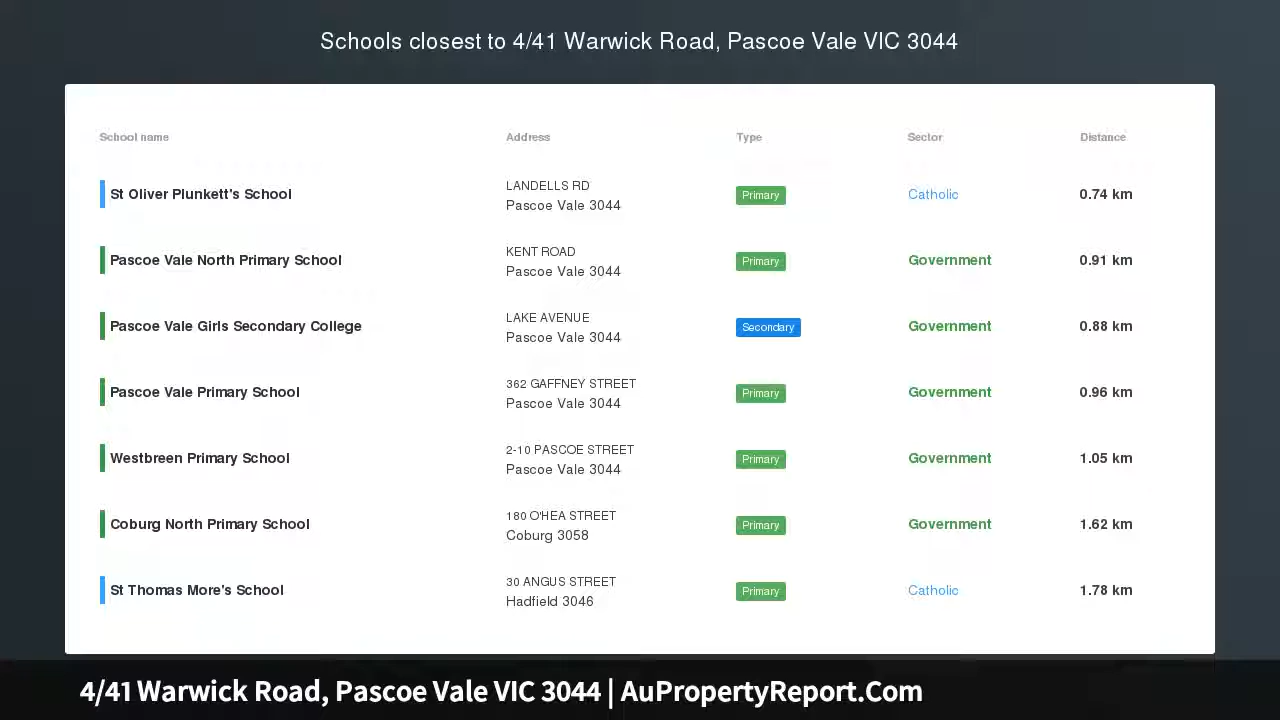 Schools closest to 4/41 Warwick Road, Pascoe Vale VIC 3044
School name Address Type Sector Distance
St Oliver Plunkett's School LANDELLS RD Pascoe Vale 3044 Primary Catholic 0.74 km
Pascoe Vale North Primary School KENT ROAD Pascoe Vale 3044 Primary Government 0.91 km
Pascoe Vale Girls Secondary College LAKE AVENUE Pascoe Vale 3044 Secondary Government 0.88 km
Pascoe Vale Primary School 362 GAFFNEY STREET Pascoe Vale 3044 Primary Government 0.96 km
Westbreen Primary School 2-10 PASCOE STREET Pascoe Vale 3044 Primary Government 1.05 km
Coburg North Primary School 180 O'HEA STREET Coburg 3058 Primary Government 1.62 km
St Thomas More's School 30 ANGUS STREET Hadfield 3046 Primary Catholic 1.78 km
4/41 Warwick Road, Pascoe Vale VIC 3044 | AuPropertyReport.Com